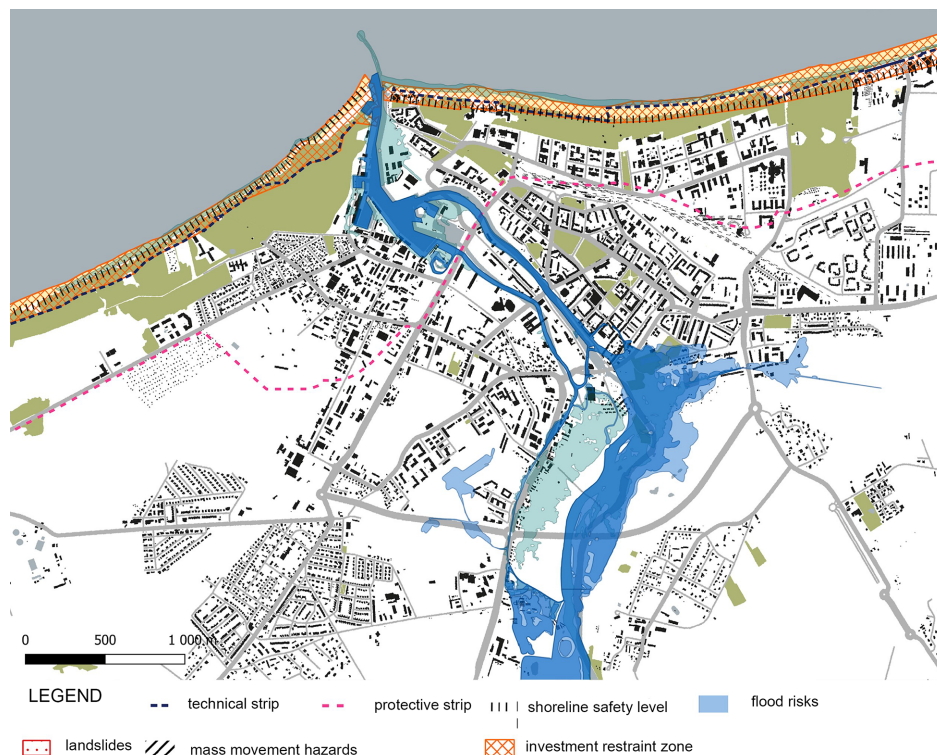 0 500 1 000 m
LEGEND
technical strip
protective strip
shoreline safety level
flood risks
landslides
mass movement hazards
investment restraint zone